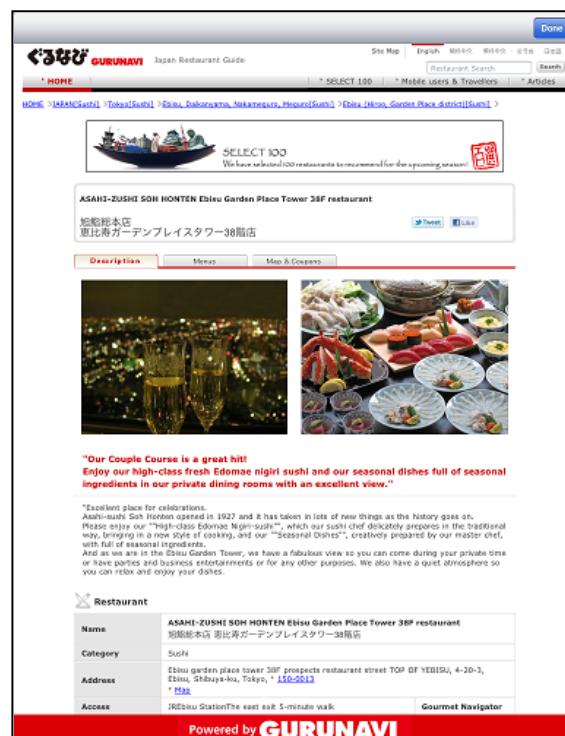 Done
ぐるなび GURUNAVI Japan Restaurant Guide
Site Map English 日本語
Restaurant Search Search
HOME * SELECT 100 * Mobile users & Travellers * Articles
HOME >JAPAN[Sushi] >Tokyo[Sushi] >Ebisu, Daikanyama, Nakameguro, Meguro[Sushi] >Ebisu (Hiroo, Garden Place district)[Sushi] >
SELECT 100
We have selected 100 restaurants to recommend for the upcoming season!
ASAHI-ZUSHI SOH HONTEN Ebisu Garden Place Tower 38F restaurant
旭鮨総本店
恵比寿ガーデンプレイスタワー38階店
Tweet Like
Description Menus Map & Coupons
"Our Couple Course is a great hit!
Enjoy our high-class fresh Edomae nigiri sushi and our seasonal dishes full of seasonal
ingredients in our private dining rooms with an excellent view."
"Excellent place for celebrations.
Asahi-sushi Soh Honten opened in 1927 and it has taken in lots of new things as the history goes on.
Please enjoy our ""High-class Edomae Nigiri-sushi"", which our sushi chef delicately prepares in the traditional
way, bringing in a new style of cooking, and our ""Seasonal Dishes"", creatively prepared by our master chef,
with full of seasonal ingredients.
And as we are in the Ebisu Garden Tower, we have a fabulous view so you can come during your private time
or have parties and business entertainments or for any other purposes. We also have a quiet atmosphere so
you can relax and enjoy your dishes.
Restaurant
Name ASAHI-ZUSHI SOH HONTEN Ebisu Garden Place Tower 38F restaurant
旭鮨総本店 恵比寿ガーデンプレイスタワー38階店
Category Sushi
Address Ebisu garden place tower 38F prospects restaurant street TOP OF YEBISU, 4-20-3,
Ebisu, Shibuya-ku, Tokyo, * 150-0013
* Map
Access JREbisu StationThe east exit 5-minute walk Gourmet Navigator
Powered by GURUNAVI